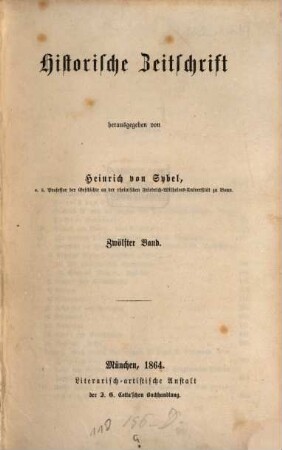 Historische Zeitschrift
herausgegeben von
Heinrich von Sybel,
o. ö. Professor der Geschichte an der rheinischen Friedrich-Wilhelms-Universität zu Bonn.
Zwölfter Band.
München, 1864.
Literarisch-artistische Anstalt
der J. G. Cotta'schen Buchhandlung.